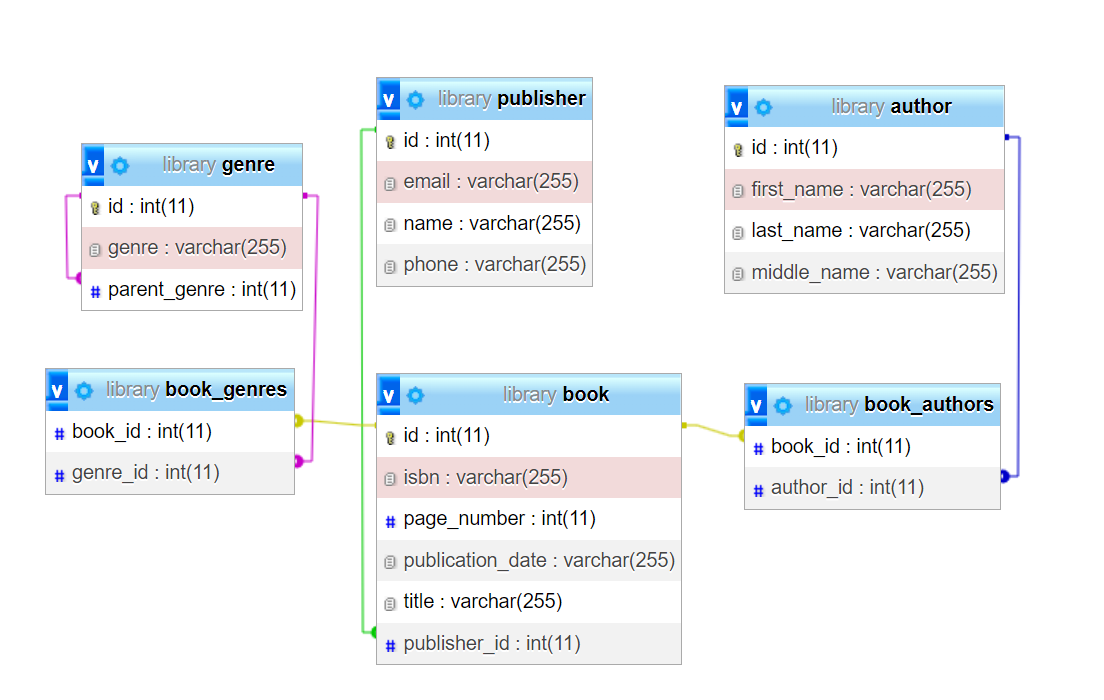 v library genre
id : int(11)
genre : varchar(255)
# parent_genre : int(11)
v library publisher
id : int(11)
email : varchar(255)
name : varchar(255)
phone : varchar(255)
v library author
id : int(11)
first_name : varchar(255)
last_name : varchar(255)
middle_name : varchar(255)
v library book_genres
# book_id : int(11)
# genre_id : int(11)
v library book
id : int(11)
isbn : varchar(255)
# page_number : int(11)
publication_date : varchar(255)
title : varchar(255)
# publisher_id : int(11)
v library book_authors
# book_id : int(11)
# author_id : int(11)